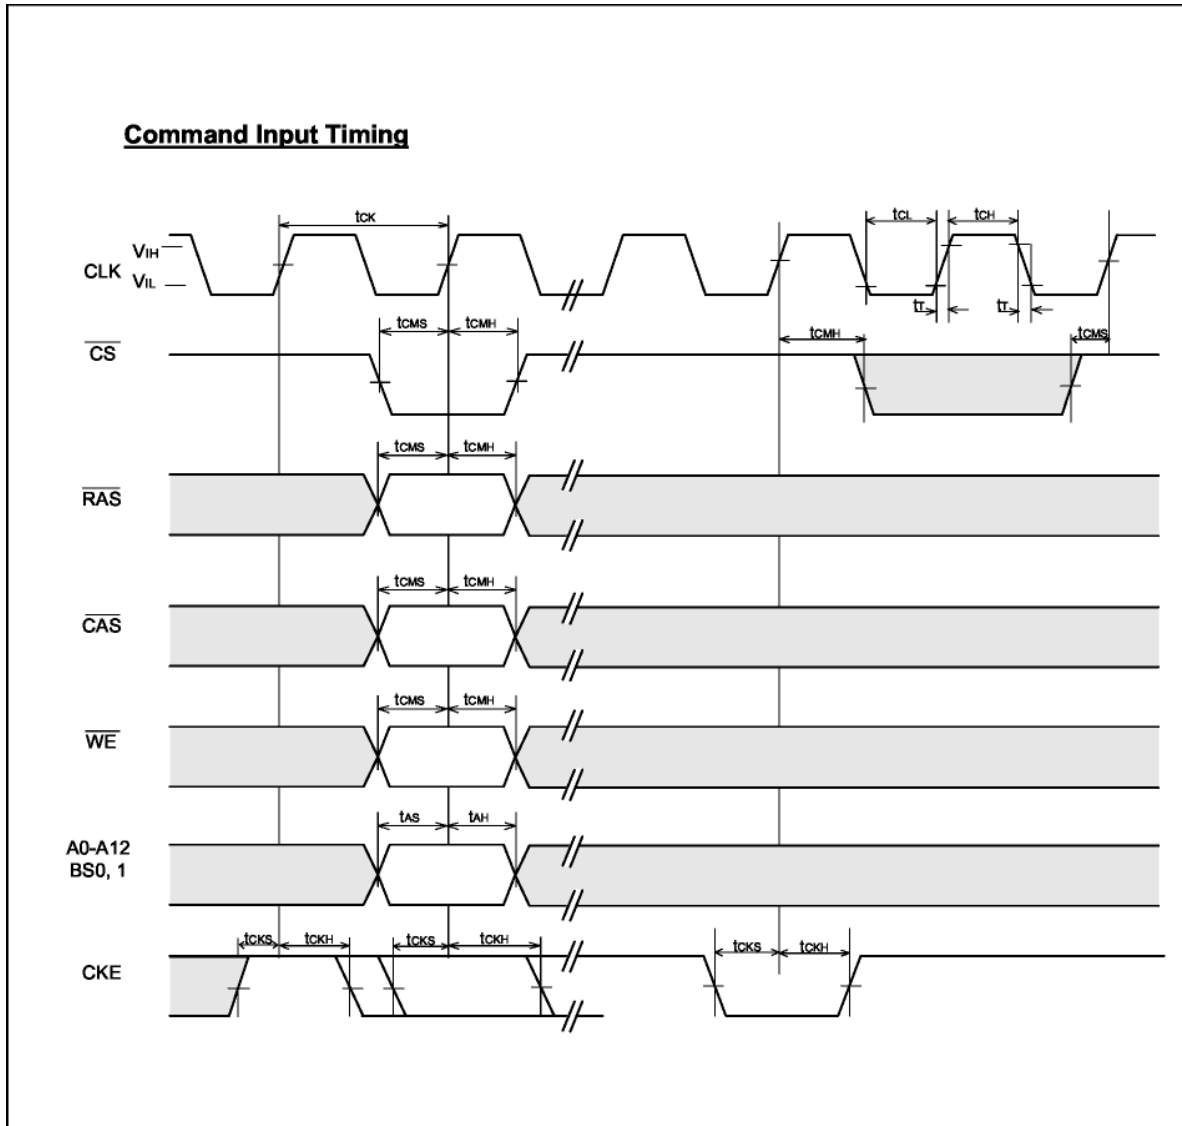 Command Input Timing
tCK
tCL
tCH
VIH
CLK
VIL
tT
tT
tCMS
tCMH
tCMH
tCMS
CS
tCMS
tCMH
RAS
tCMS
tCMH
CAS
tCMS
tCMH
WE
tAS
tAH
A0-A12
BS0, 1
tCKS
tCKH
tCKS
tCKH
tCKS
tCKH
CKE